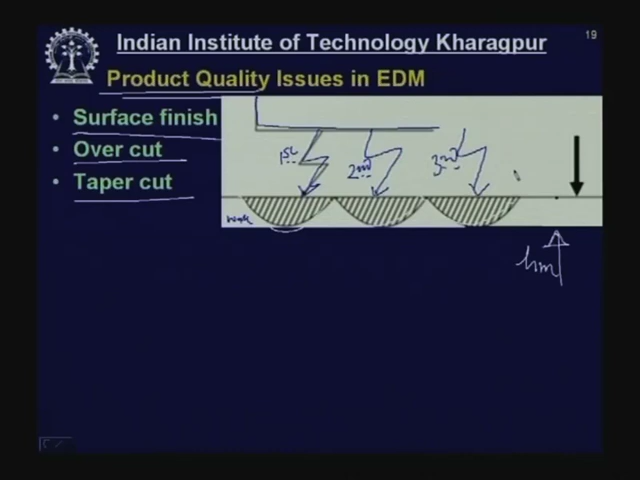 19
Indian Institute of Technology Kharagpur
Product Quality Issues in EDM
• Surface finish
• Over cut
• Taper cut
1st
2nd
3rd
work
hm